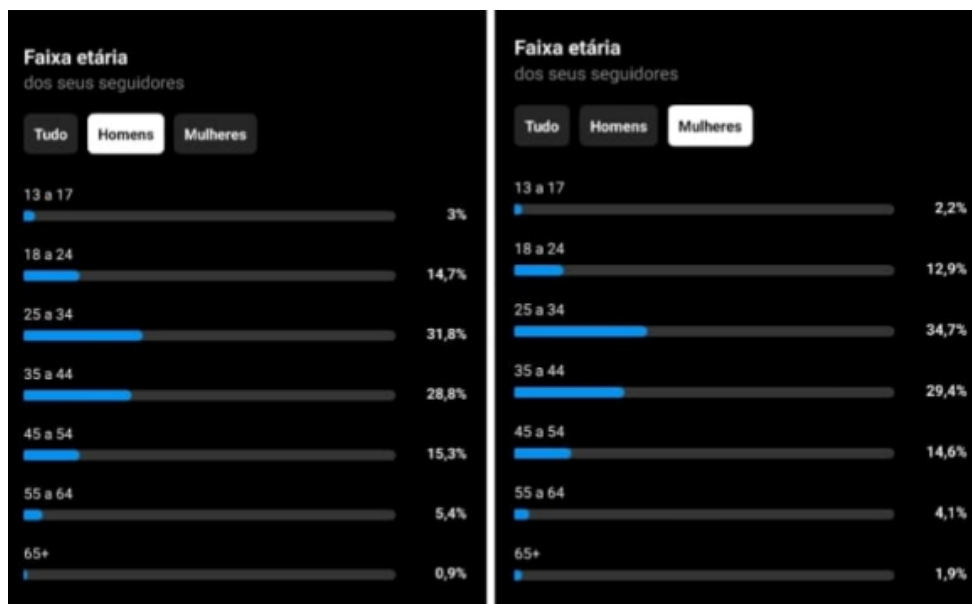 Faixa etária
dos seus seguidores
Tudo Homens Mulheres
13 a 17
3%
18 a 24
14,7%
25 a 34
31,8%
35 a 44
28,8%
45 a 54
15,3%
55 a 64
5,4%
65+
0,9%
Faixa etária
dos seus seguidores
Tudo Homens Mulheres
13 a 17
2,2%
18 a 24
12,9%
25 a 34
34,7%
35 a 44
29,4%
45 a 54
14,6%
55 a 64
4,1%
65+
1,9%